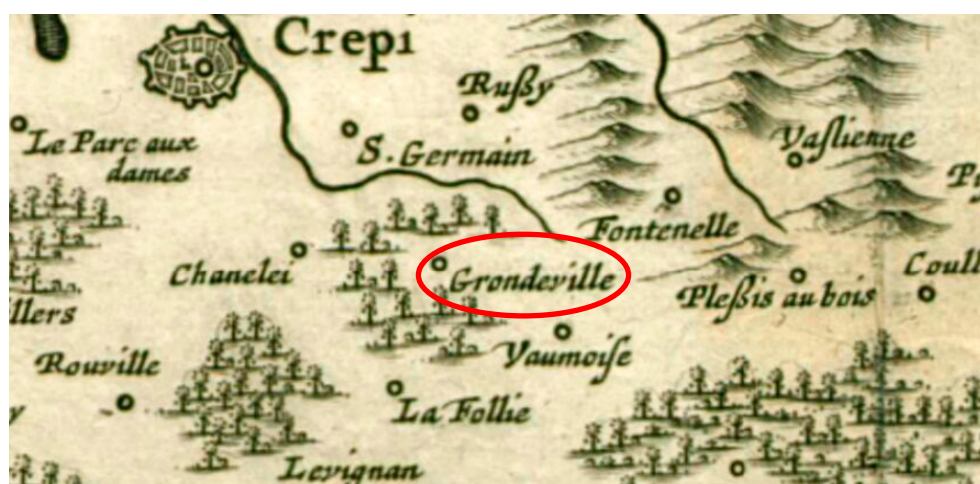 Crepi
Rußy
Le Parc aux
dames
S. Germain
Vaſlienne
Fontenelle
Chanelei
Grondeville
Pleßis au bois
Coull
llers
Vaumoiſe
Rouville
La Follie
Levignan